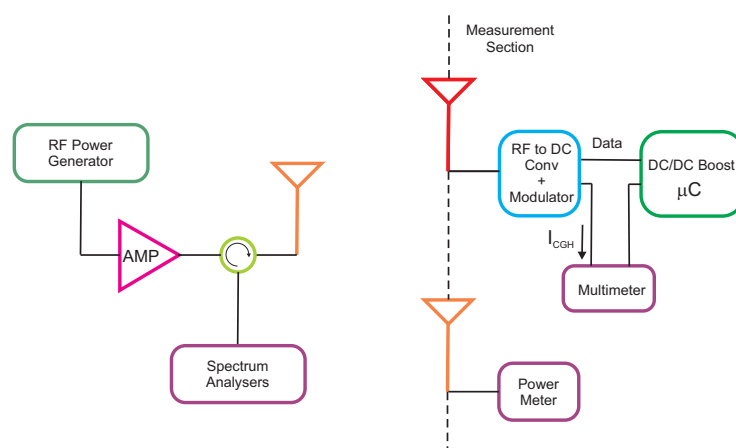 Measurement
Section
RF Power
Generator
AMP
Spectrum
Analysers
RF to DC
Conv
+
Modulator
Data
DC/DC Boost
μC
I_CGH
Multimeter
Power
Meter